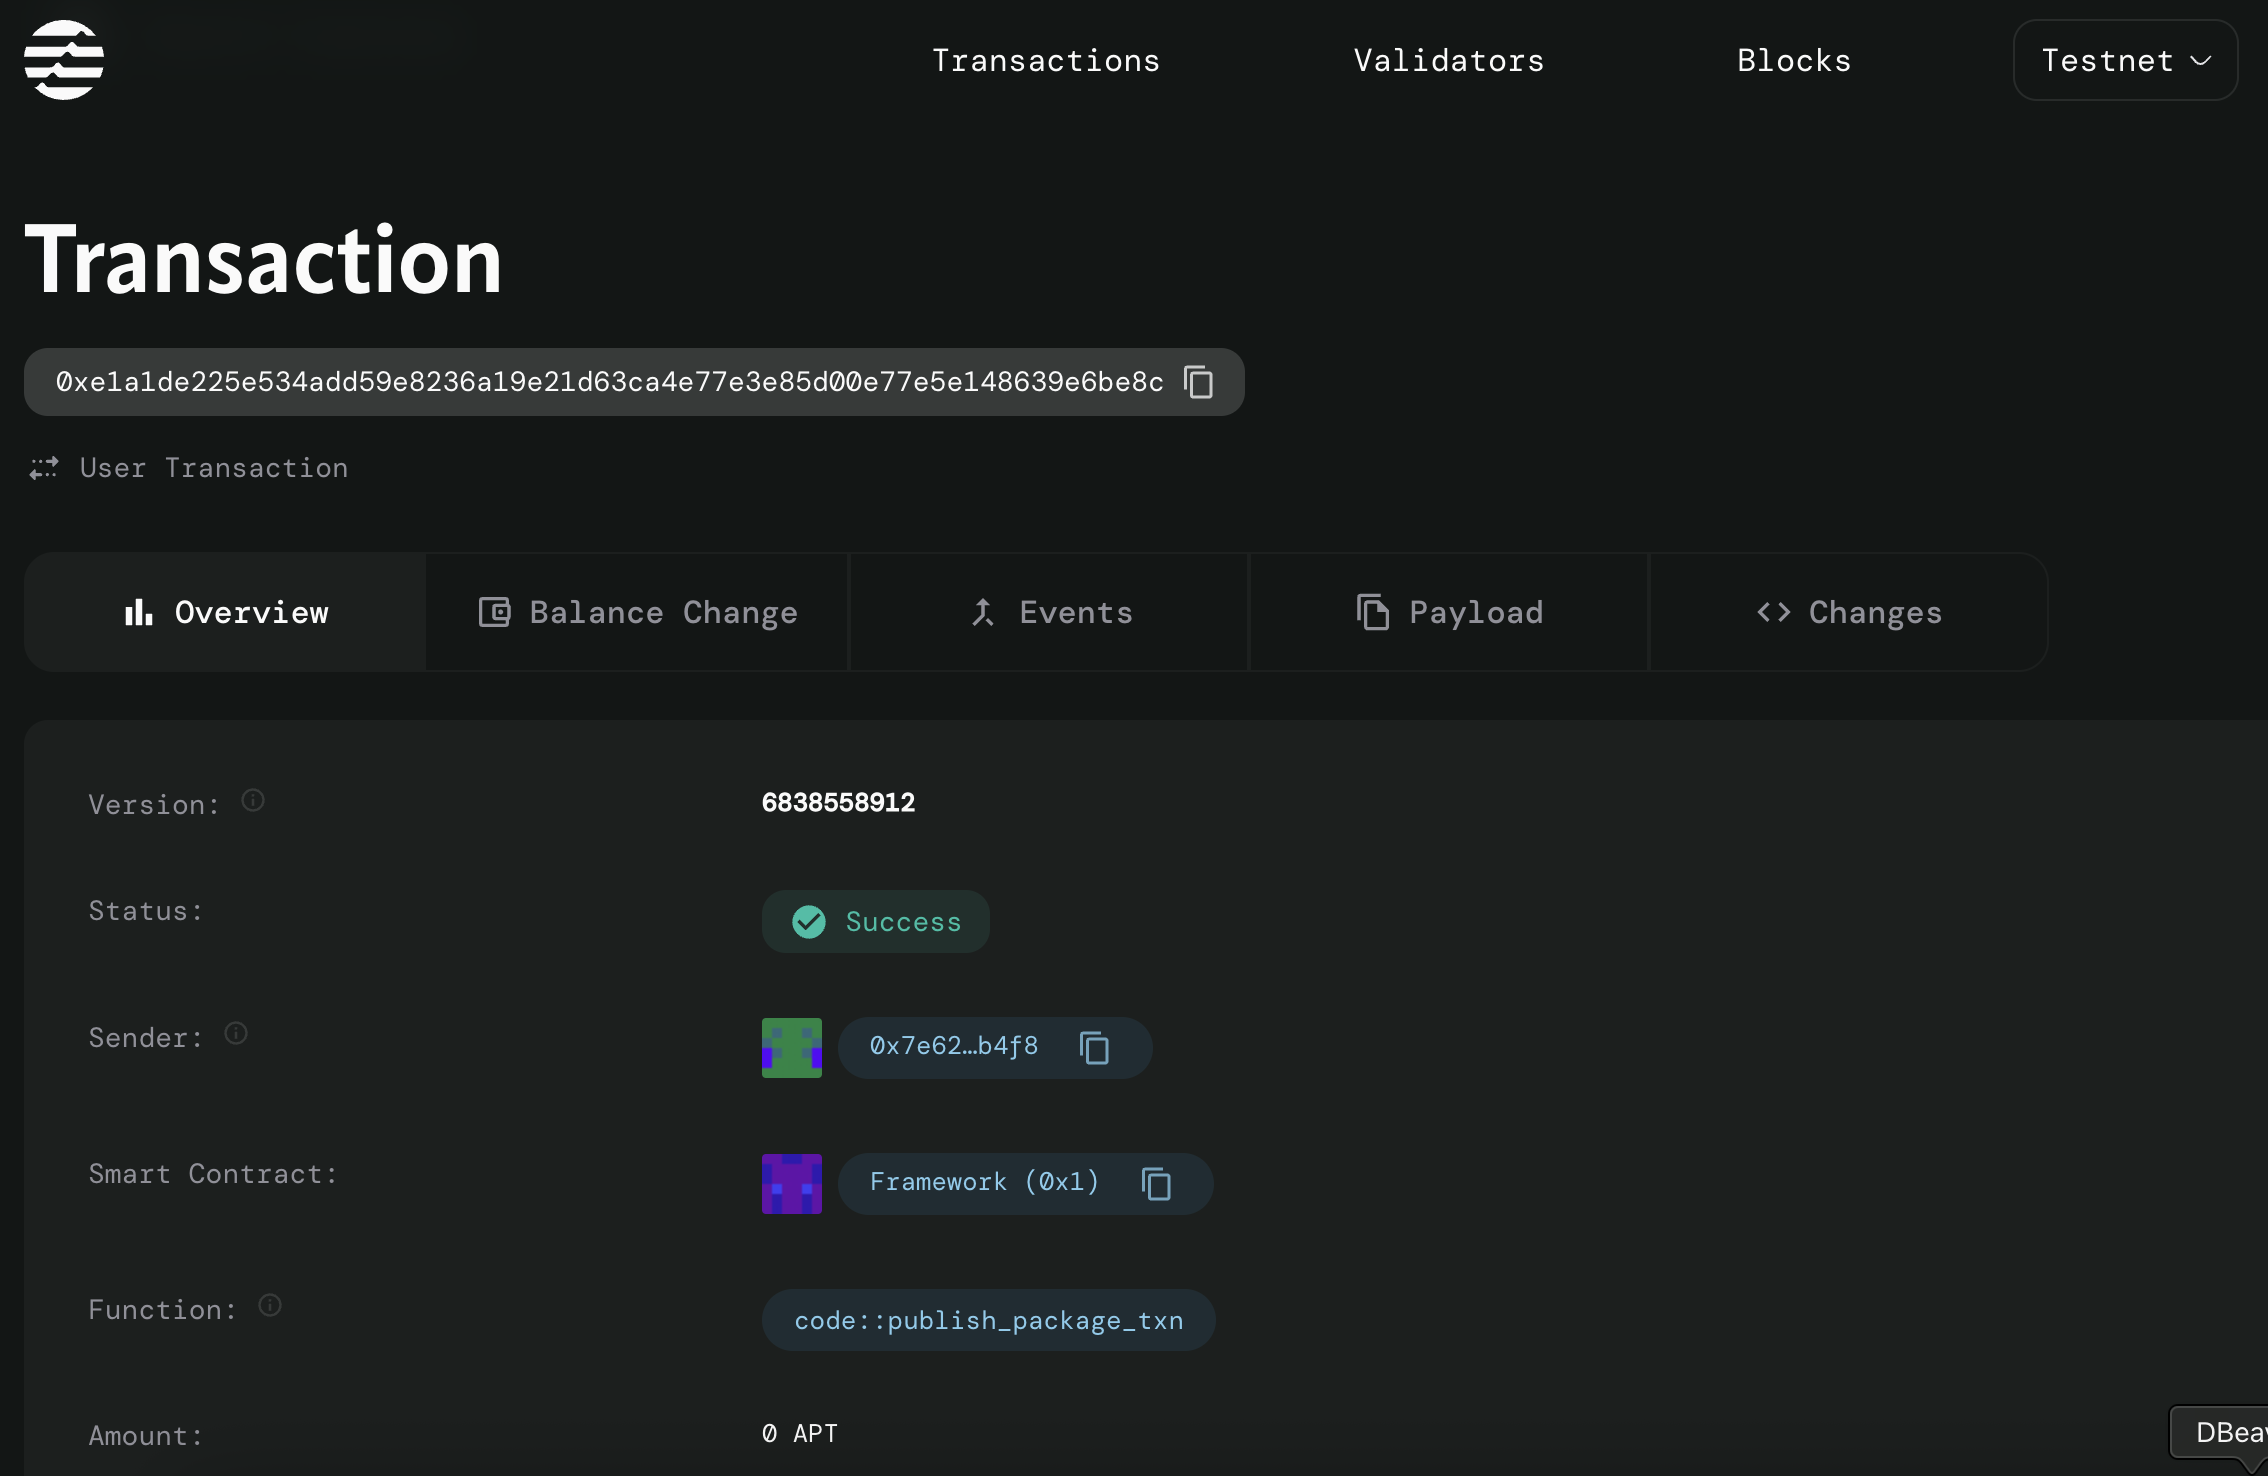 Transactions Validators Blocks Testnet
Transaction
0xe1a1de225e534add59e8236a19e21d63ca4e77e3e85d00e77e5e148639e6be8c
User Transaction
Overview Balance Change Events Payload Changes
Version: 6838558912
Status: Success
Sender: 0x7e62…b4f8
Smart Contract: Framework (0x1)
Function: code::publish_package_txn
Amount: 0 APT